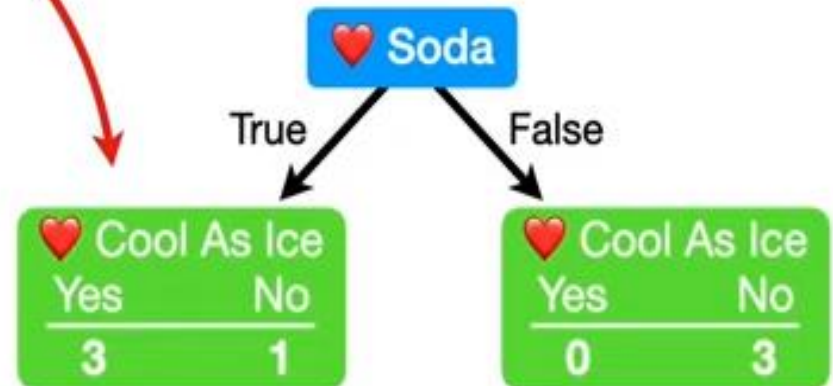 ❤️ Soda
True False
❤️ Cool As Ice ❤️ Cool As Ice
Yes No Yes No
3 1 0 3